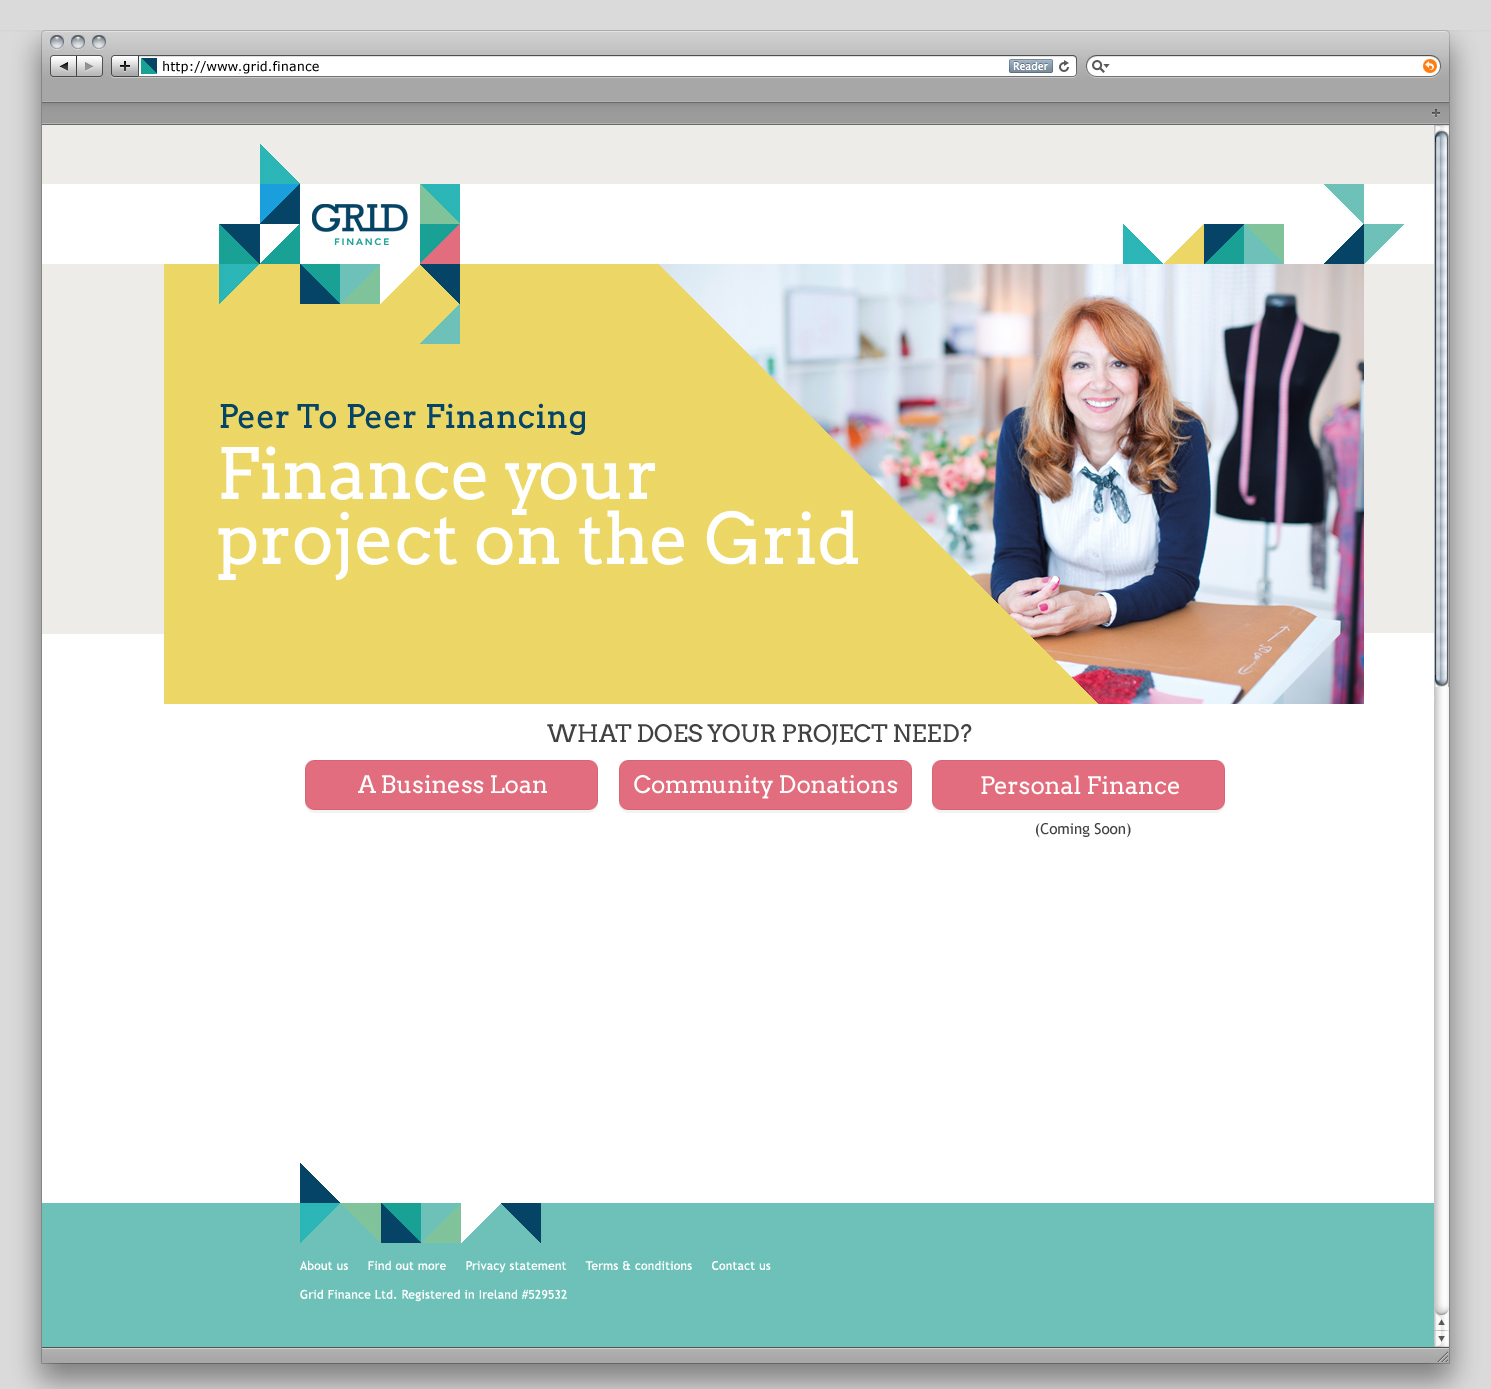 http://www.grid.finance
Reader
GRID
FINANCE
Peer To Peer Financing
Finance your
project on the Grid
WHAT DOES YOUR PROJECT NEED?
A Business Loan
Community Donations
Personal Finance
(Coming Soon)
About us
Find out more
Privacy statement
Terms & conditions
Contact us
Grid Finance Ltd. Registered in Ireland #529532